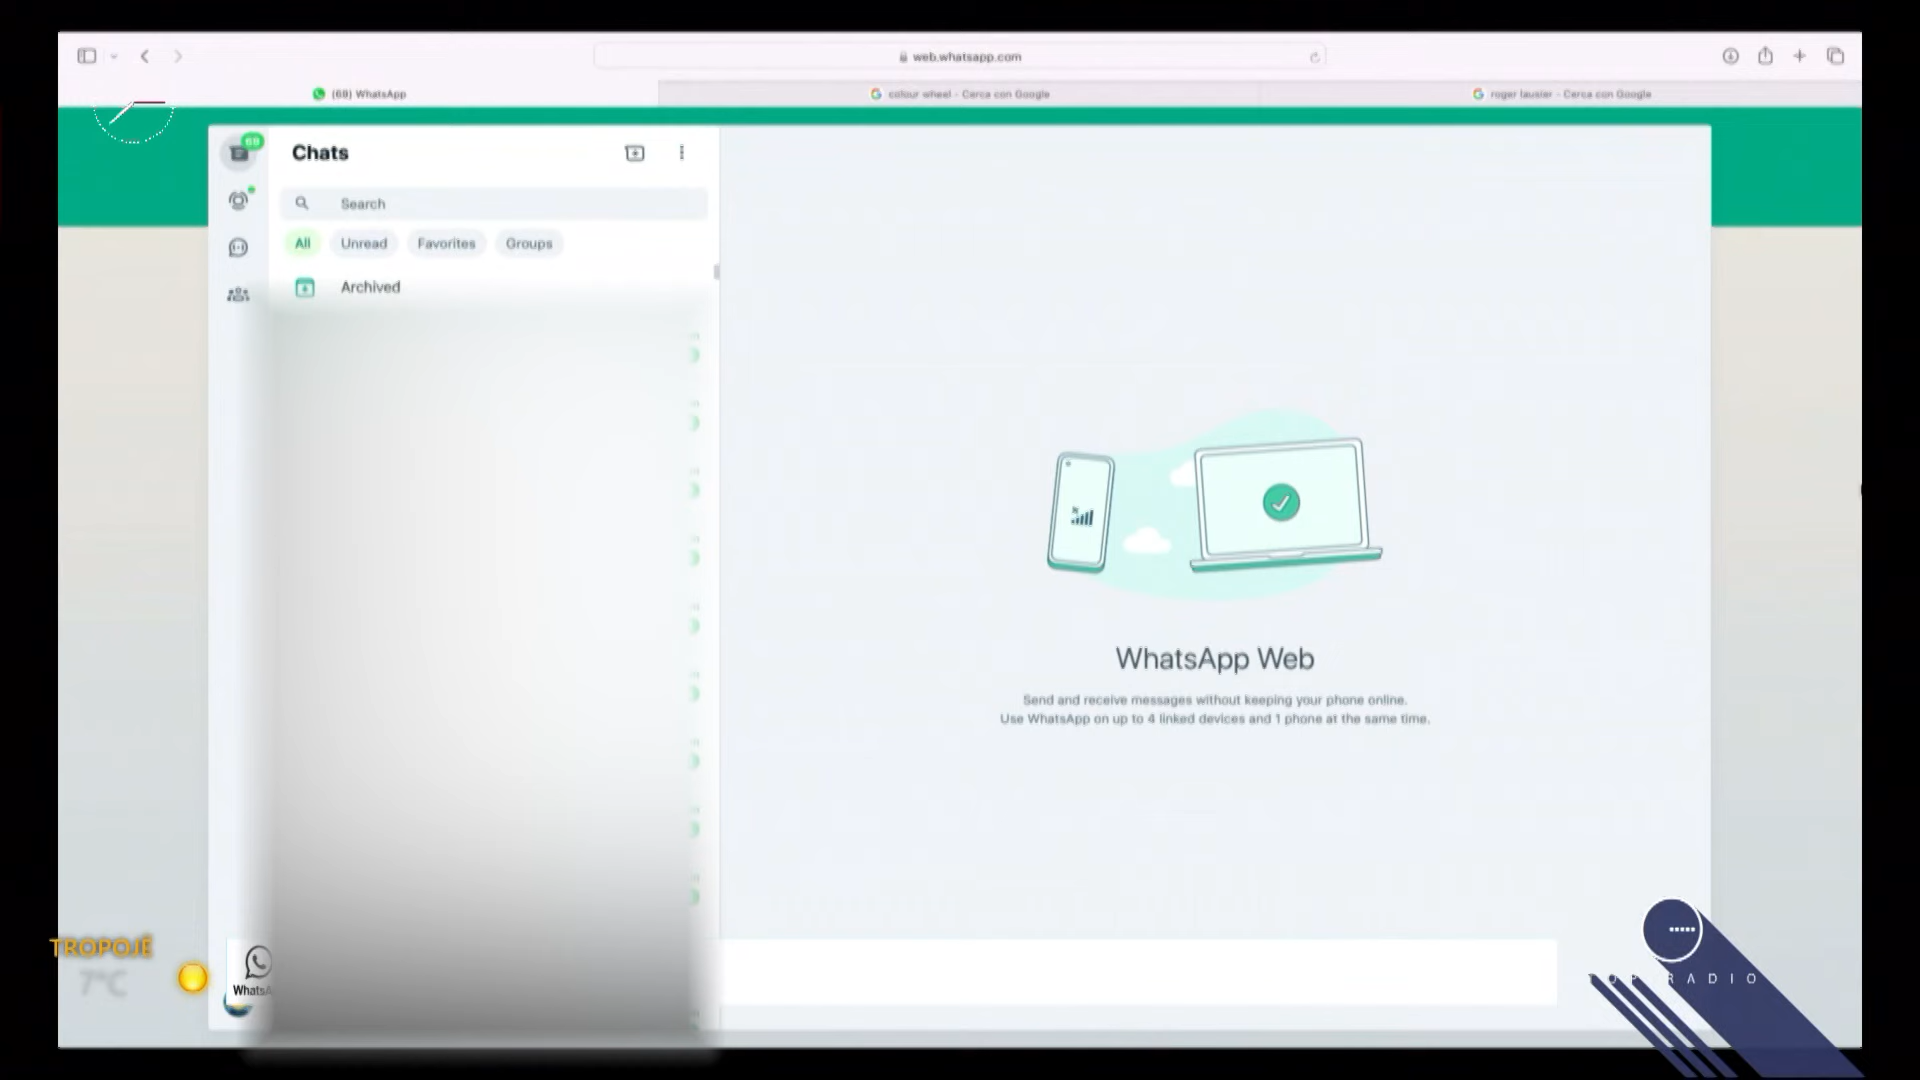 web.whatsapp.com
(69) WhatsApp
colour wheel - Cerca con Google
roger lausier - Cerca con Google
69
Chats
Search
All
Unread
Favorites
Groups
Archived
WhatsApp Web
Send and receive messages without keeping your phone online.
Use WhatsApp on up to 4 linked devices and 1 phone at the same time.
TROPOJË
7°C
WhatsA
RADIO